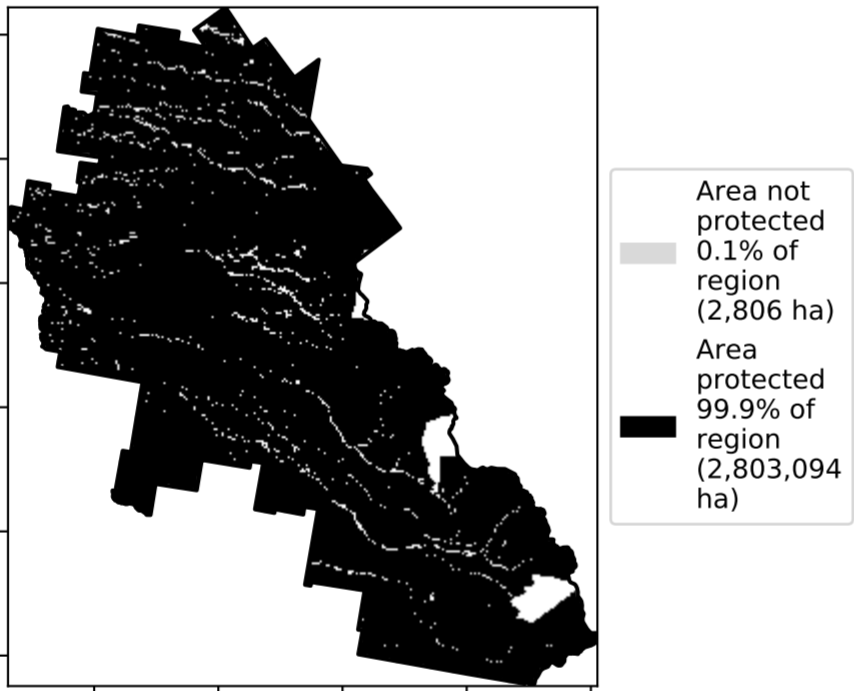 Area not
protected
0.1% of
region
(2,806 ha)
Area
protected
99.9% of
region
(2,803,094
ha)